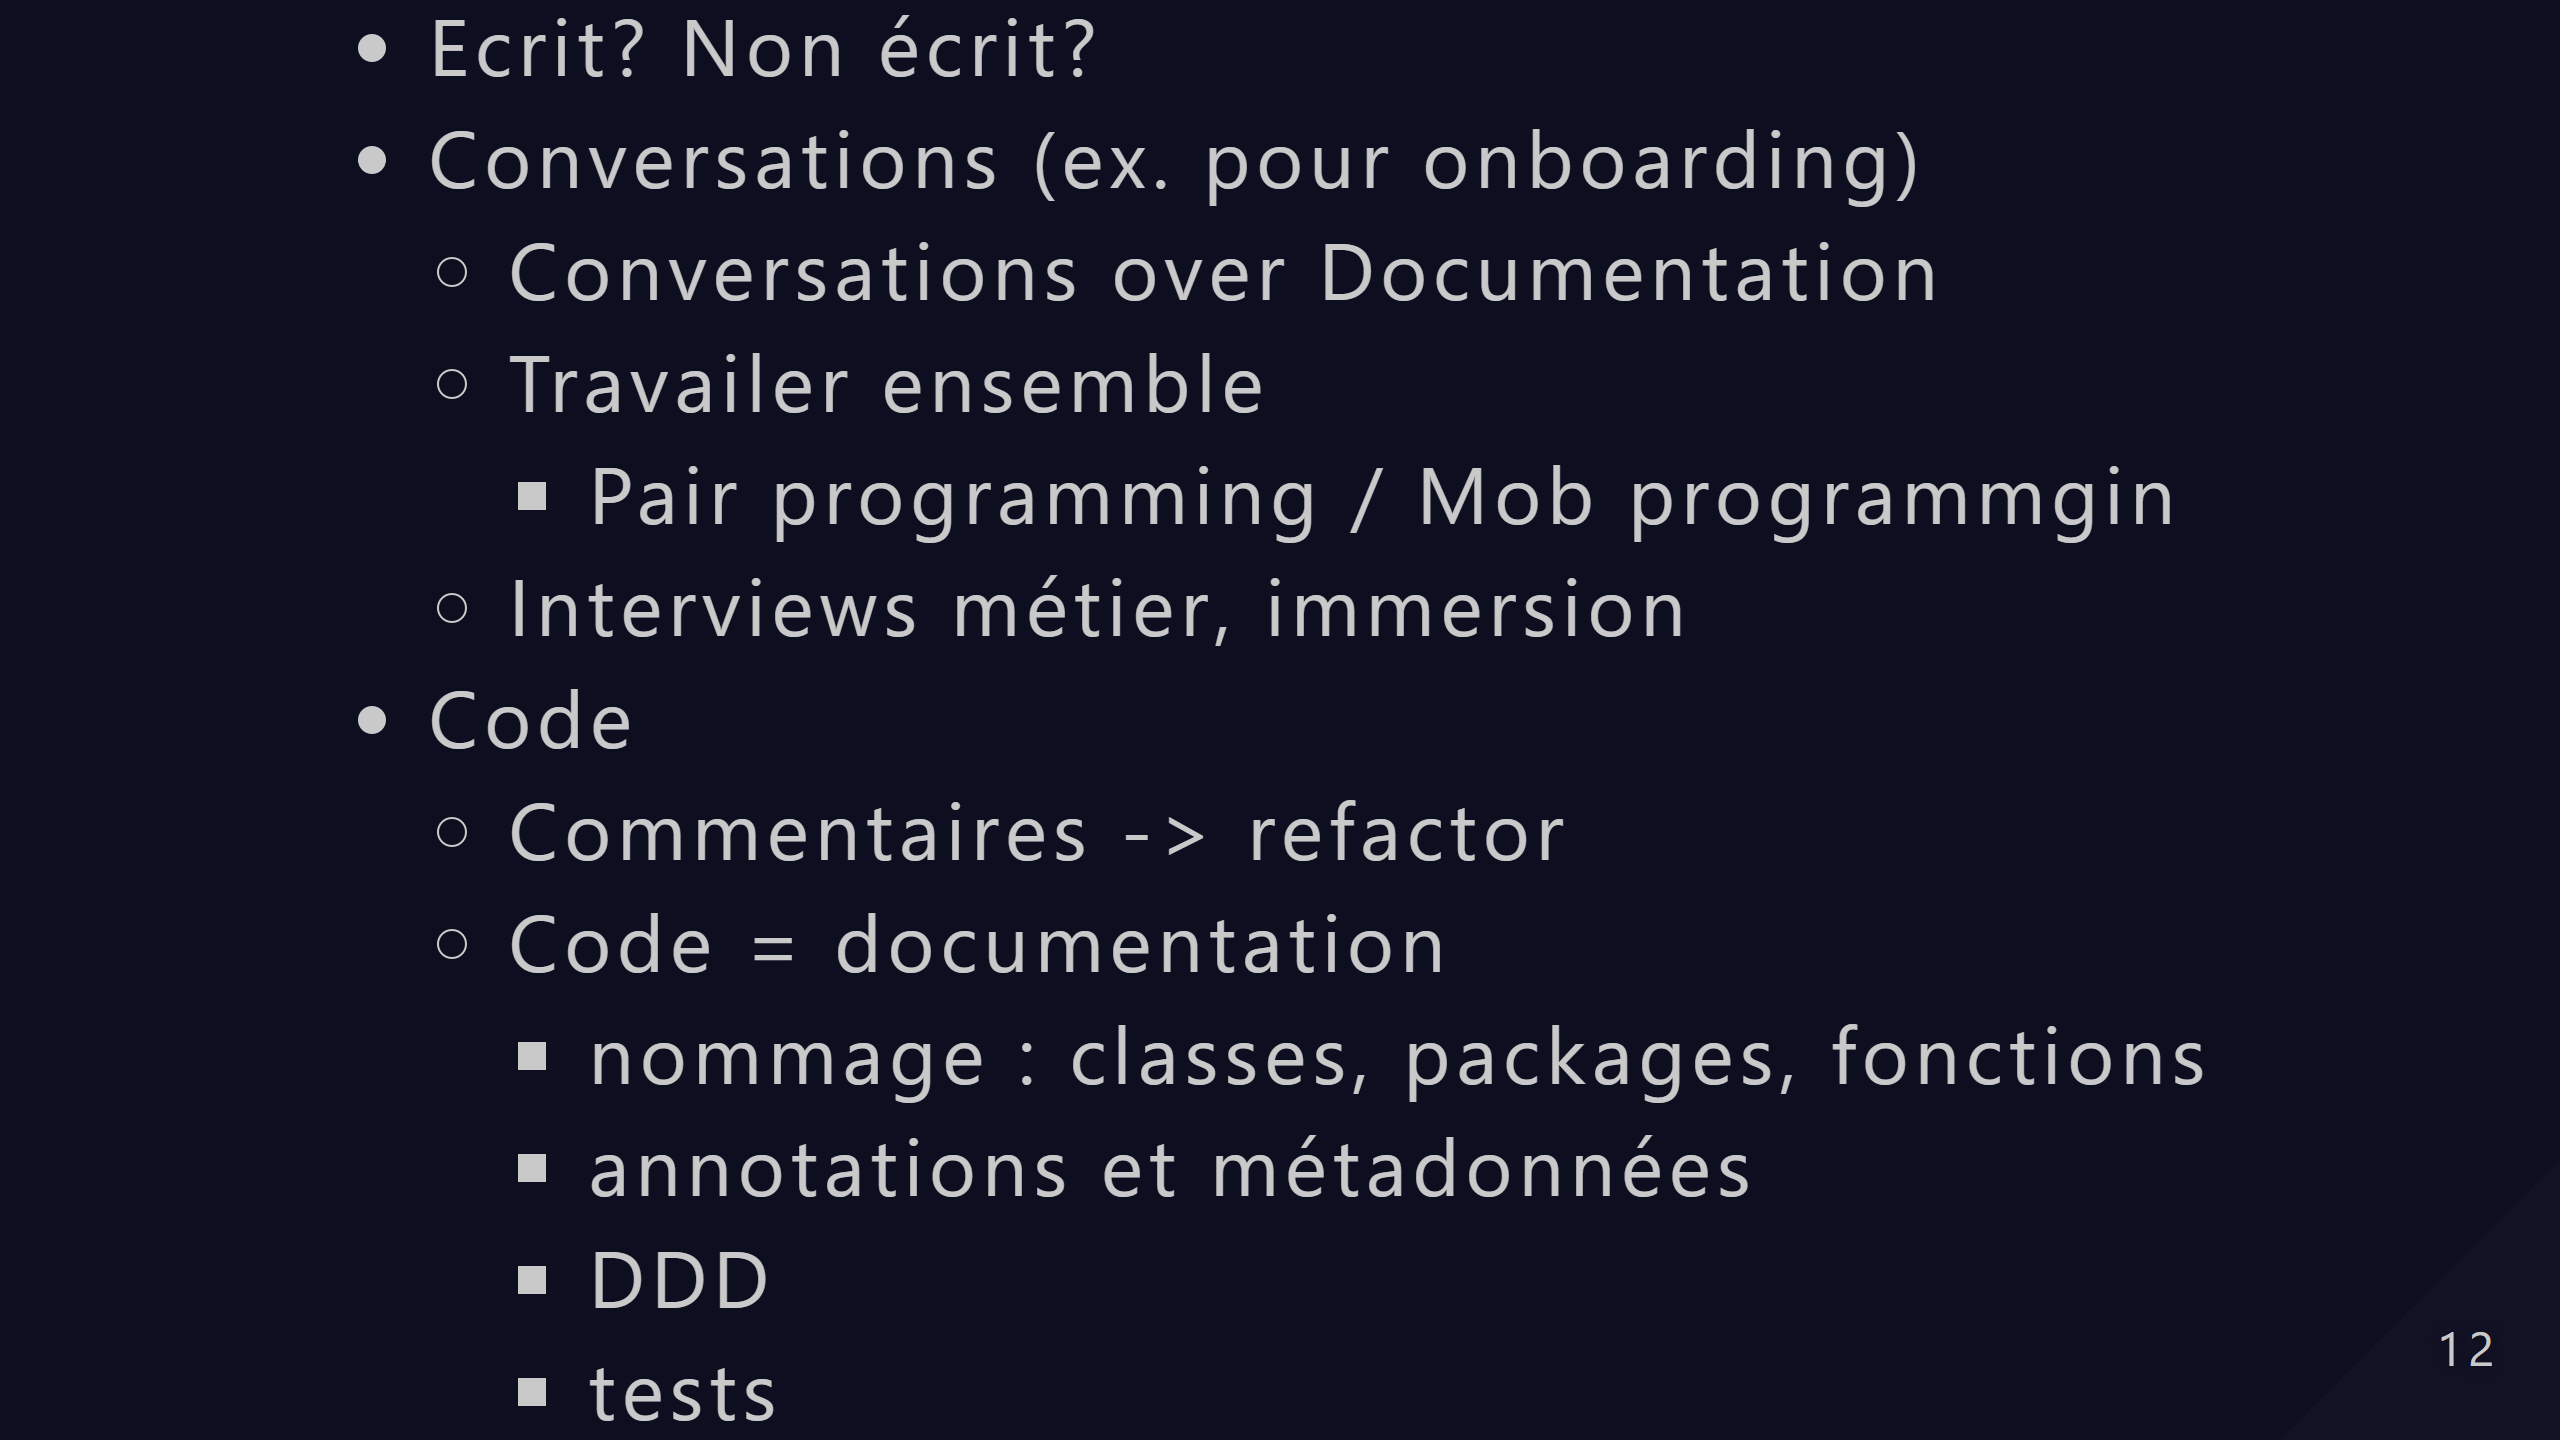 Ecrit? Non écrit?
Conversations (ex. pour onboarding)
Conversations over Documentation
Travailer ensemble
Pair programming / Mob programmgin
Interviews métier, immersion
Code
Commentaires -> refactor
Code = documentation
nommage : classes, packages, fonctions
annotations et métadonnées
DDD
tests
12